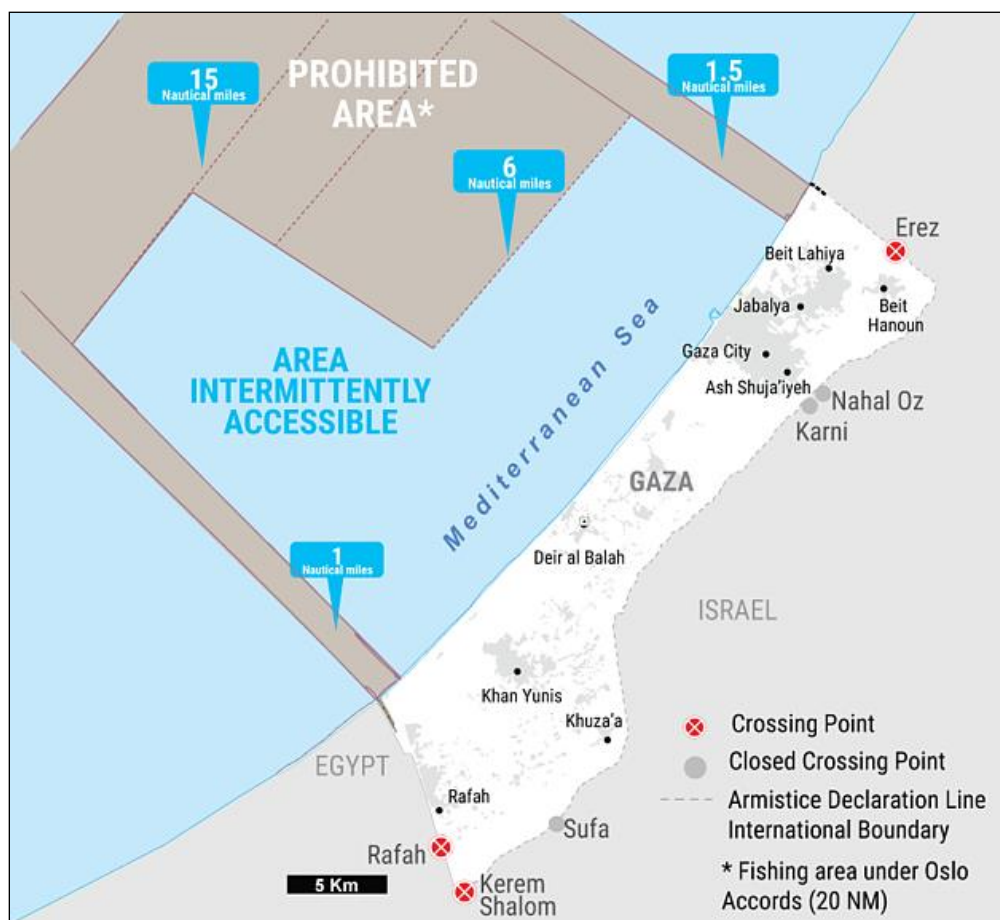 15
Nautical miles
PROHIBITED
AREA*
1.5
Nautical miles
6
Nautical miles
Erez
Beit Lahiya
Jabalya
Beit
Hanoun
Gaza City
Ash Shuja'iyeh
Nahal Oz
Karni
AREA
INTERMITTENTLY
ACCESSIBLE
Mediterranean Sea
GAZA
Deir al Balah
1
Nautical miles
ISRAEL
Khan Yunis
Khuza'a
EGYPT
Rafah
Rafah
Sufa
Kerem
Shalom
5 Km
Crossing Point
Closed Crossing Point
Armistice Declaration Line
International Boundary
* Fishing area under Oslo
Accords (20 NM)